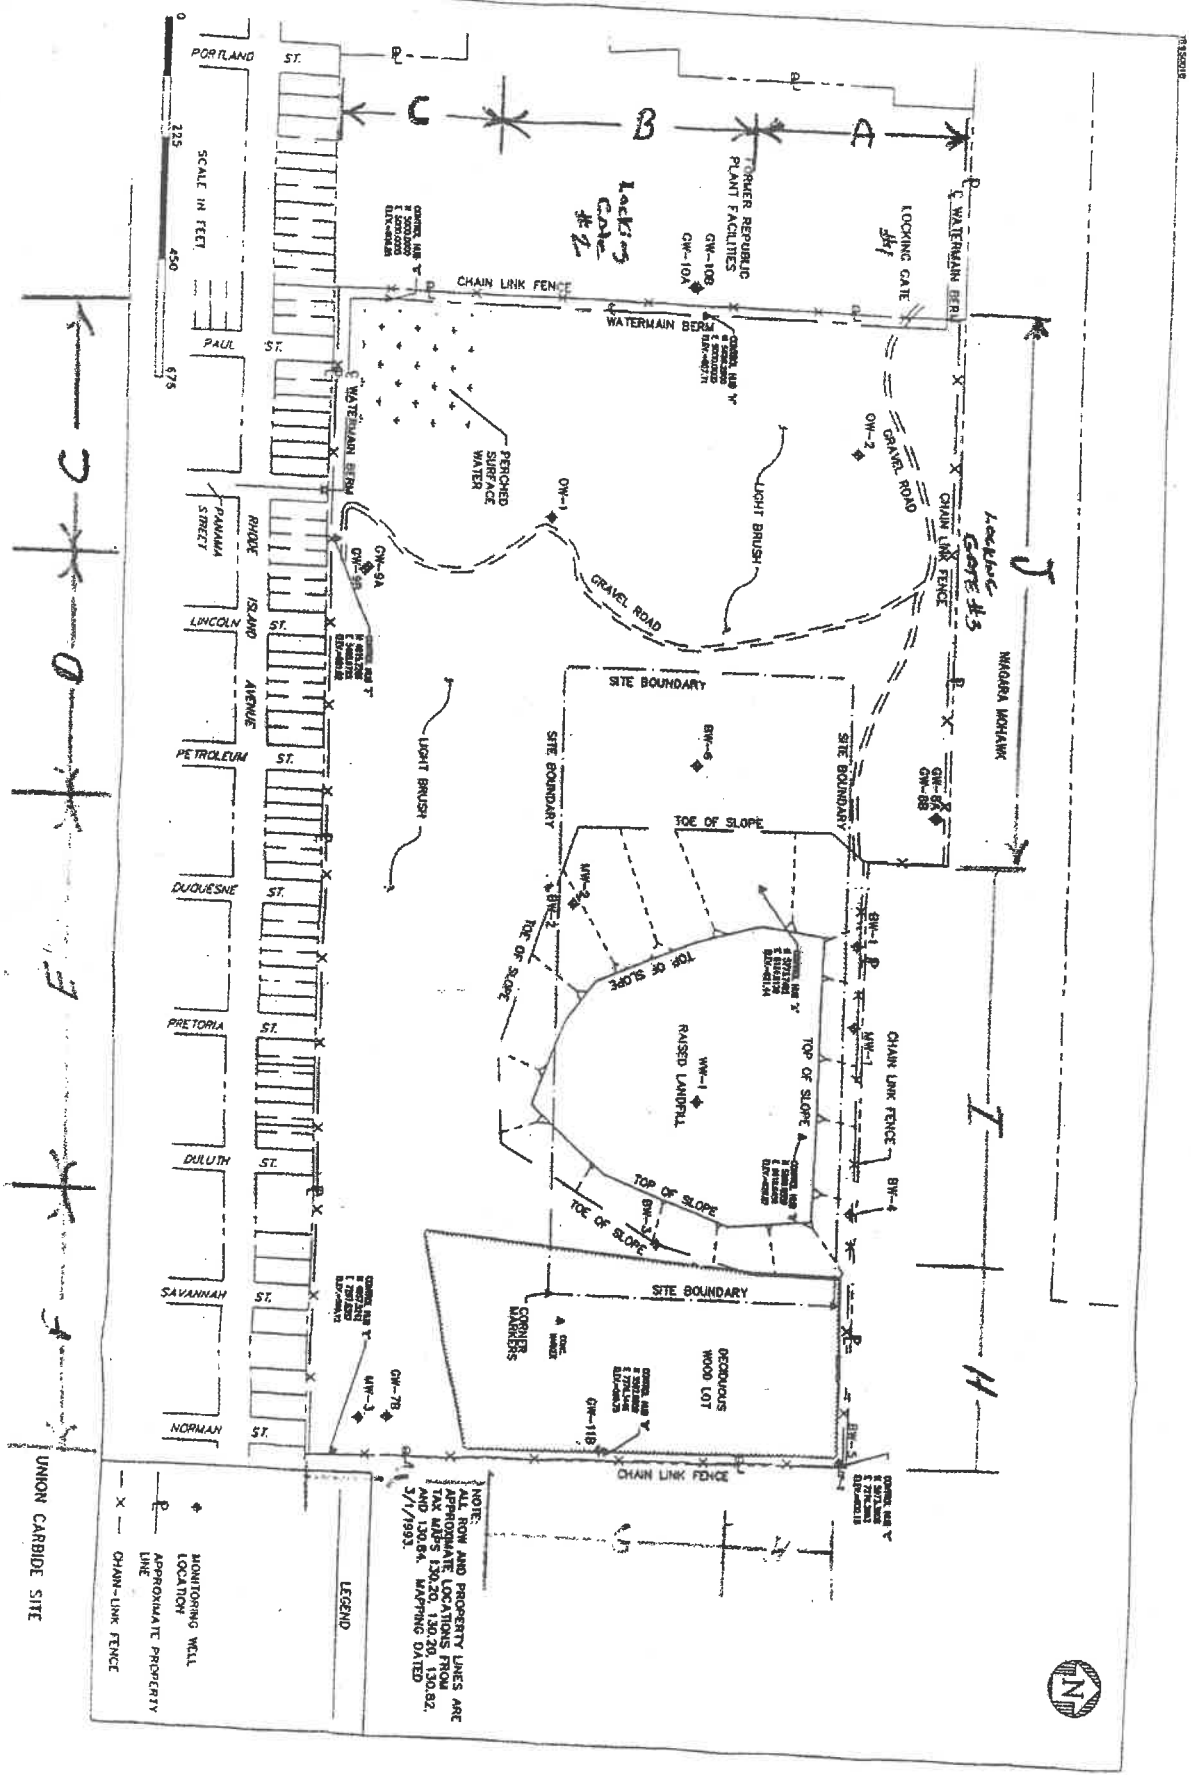 PORTLAND ST.
0
225
450
675
SCALE IN FEET
C
B
A
FORMER REPUBLIC
PLANT FACILITIES
GW-10B
GW-10A
Locking
Gate
#2
LOCKING GATE
#1
WATERMAIN BERM
CHAIN LINK FENCE
WATERMAIN BERM
PAUL ST.
WATERMAIN BERM
PERCHED
SURFACE
WATER
OW-1
OW-2
LIGHT BRUSH
GRAVEL ROAD
GRAVEL ROAD
CHAIN LINK FENCE
Locking
GATE #3
J
NIAGARA MOHAWK
PANAMA
STREET
RHODE ISLAND AVENUE
GW-9A
GW-9B
LINCOLN ST.
PETROLEUM ST.
LIGHT BRUSH
SITE BOUNDARY
SITE BOUNDARY
SITE BOUNDARY
BW-6
GW-8A
GW-8B
TOE OF SLOPE
DUQUESNE ST.
MW-2
BW-2
TOE OF SLOPE
TOP OF SLOPE
BW-1
MW-1
CHAIN LINK FENCE
BW-4
PRETORIA ST.
RAISED LANDFILL
WW-1
TOP OF SLOPE
I
DULUTH ST.
TOP OF SLOPE
TOE OF SLOPE
BW-3
SAVANNAH ST.
SITE BOUNDARY
CORNER
MARKERS
DECIDUOUS
WOOD LOT
H
GW-7B
MW-3
GW-11B
BW-5
NORMAN ST.
CHAIN LINK FENCE
C
D
E
F
G
H
NOTE:
ALL ROW AND PROPERTY LINES ARE
APPROXIMATE LOCATIONS FROM
TAX MAPS 130.20, 130.20, 130.82,
AND 130.84. MAPPING DATED
3/1/1993.
LEGEND
MONITORING WELL
LOCATION
APPROXIMATE PROPERTY
LINE
CHAIN-LINK FENCE
UNION CARBIDE SITE
N